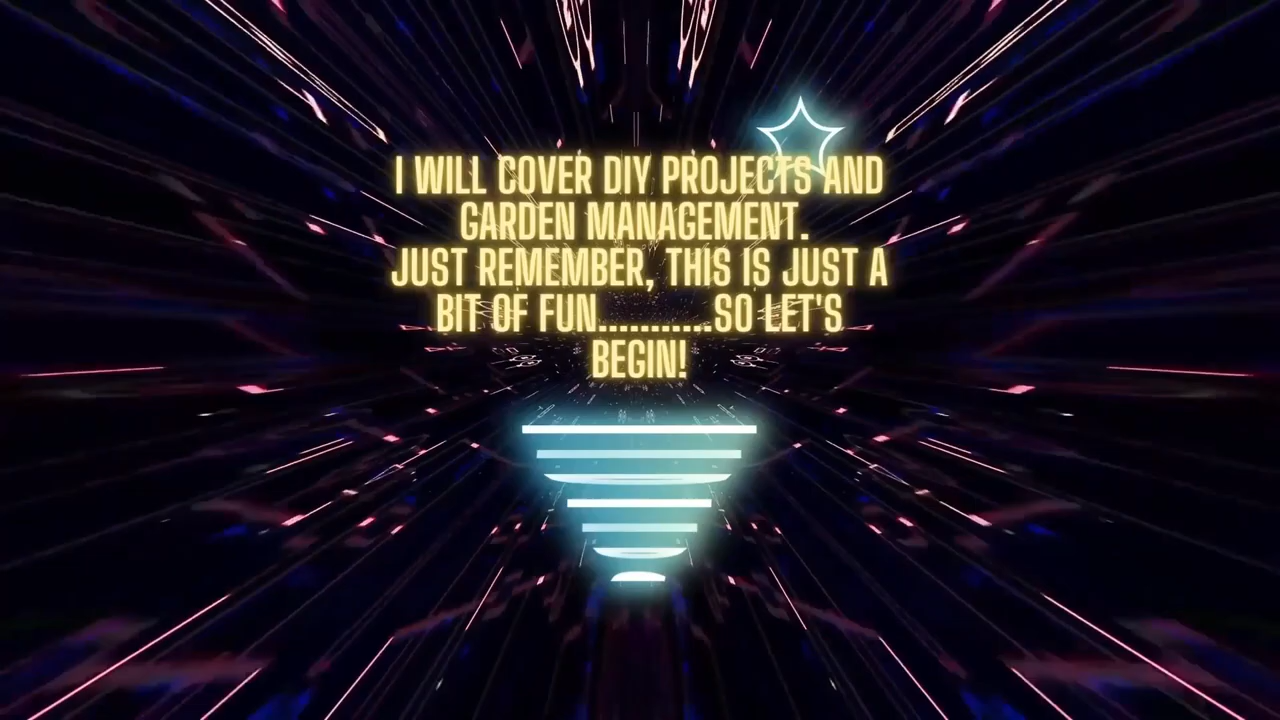 I WILL COVER DIY PROJECTS AND
GARDEN MANAGEMENT.
JUST REMEMBER, THIS IS JUST A
BIT OF FUN............SO LET'S
BEGIN!